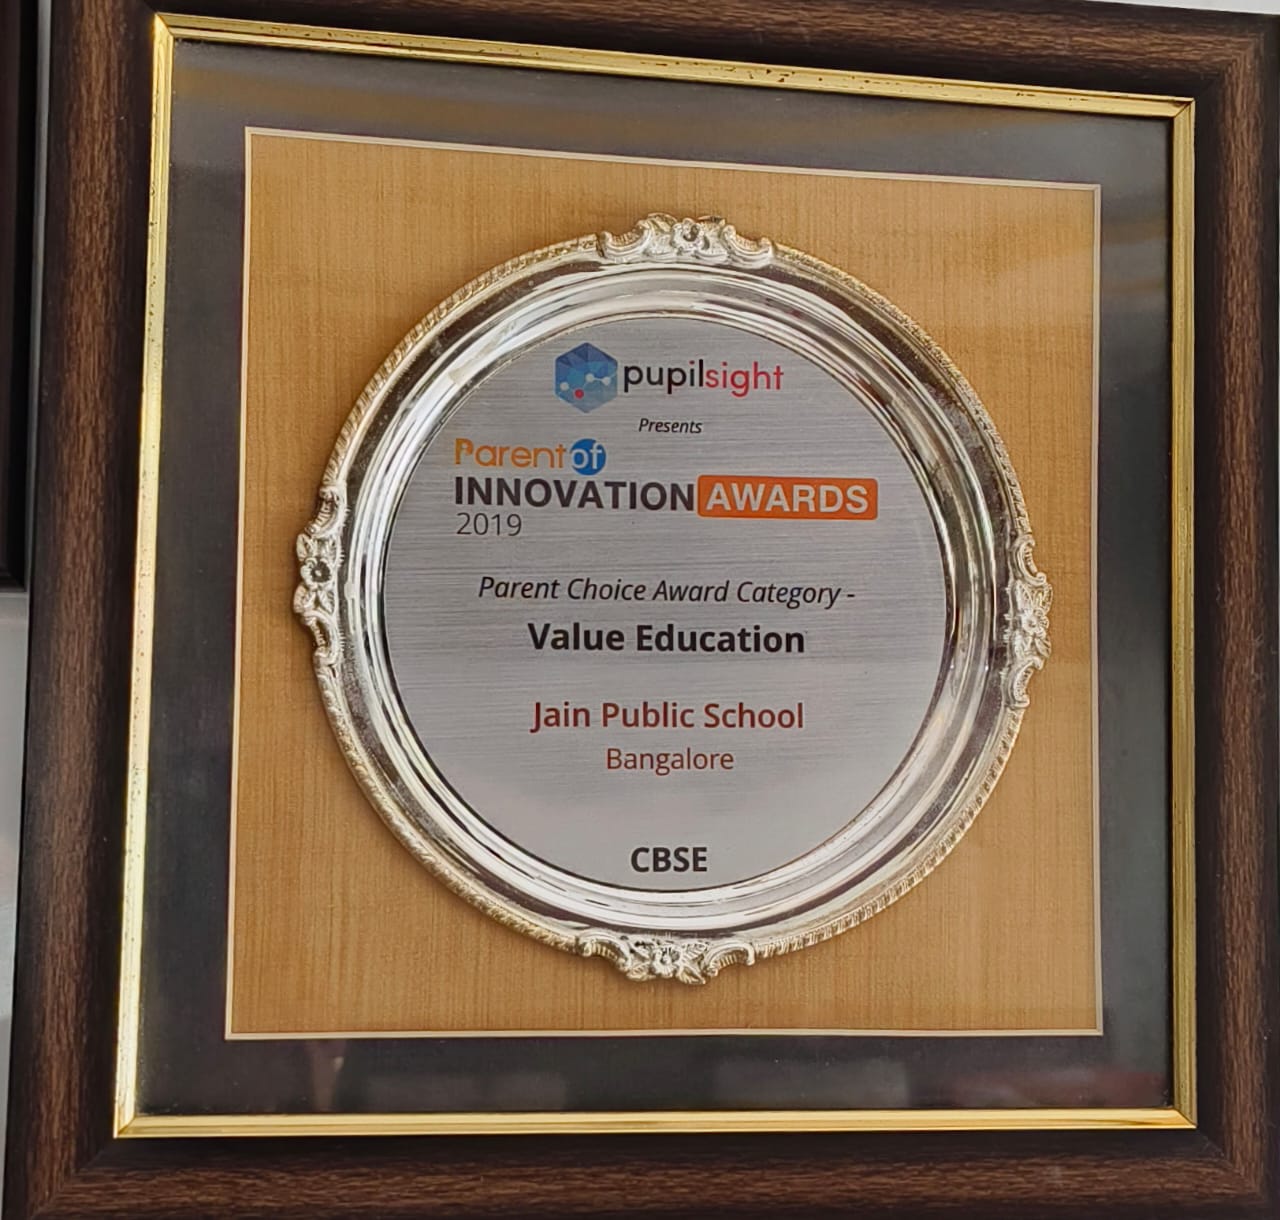 pupilsight
Presents
Parent of
INNOVATION AWARDS
2019
Parent Choice Award Category -
Value Education
Jain Public School
Bangalore
CBSE